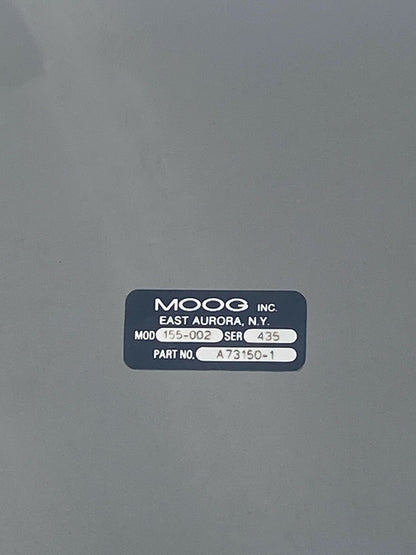 MOOG INC.
EAST AURORA, N.Y.
MOD 155-002 SER 435
PART NO. A73150-1